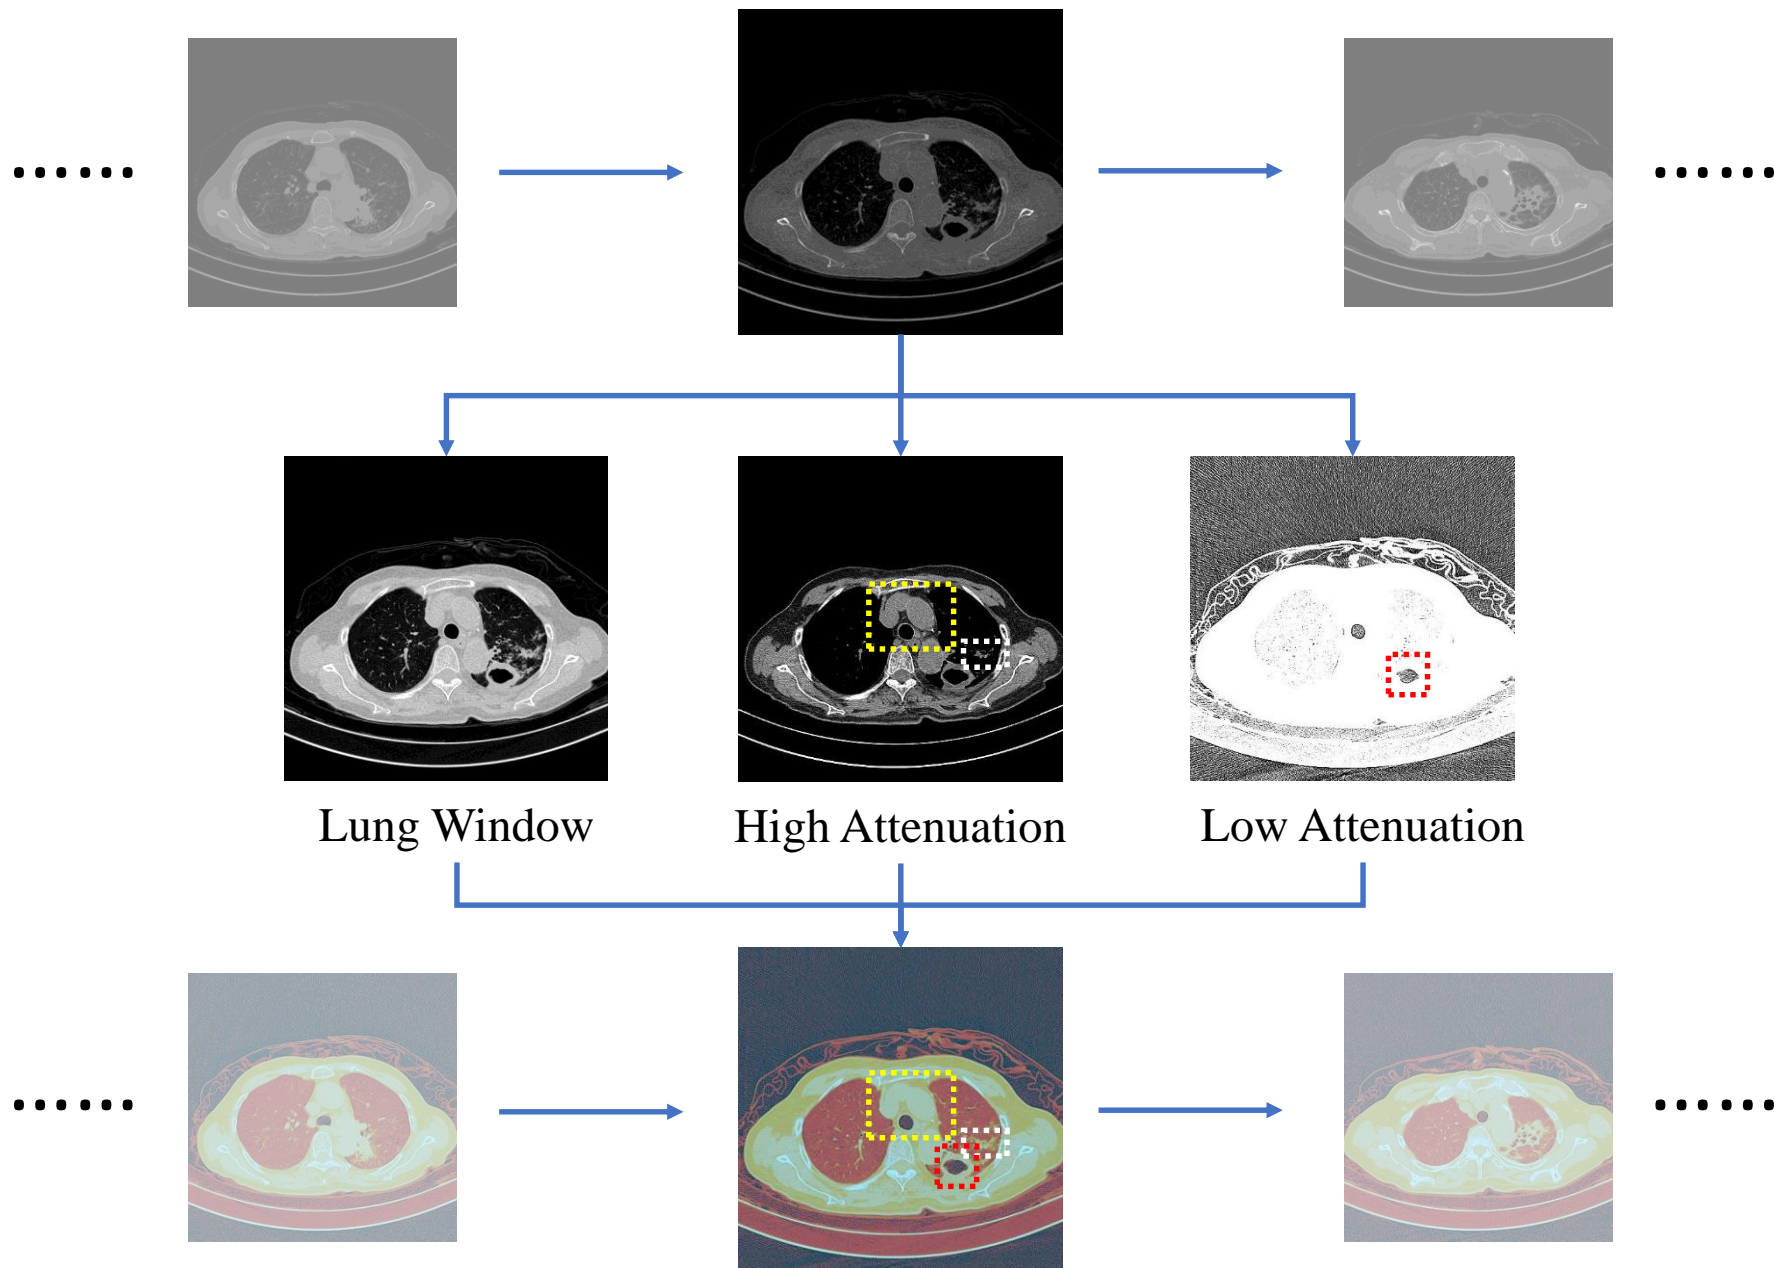 ......
......
Lung Window
High Attenuation
Low Attenuation
......
......